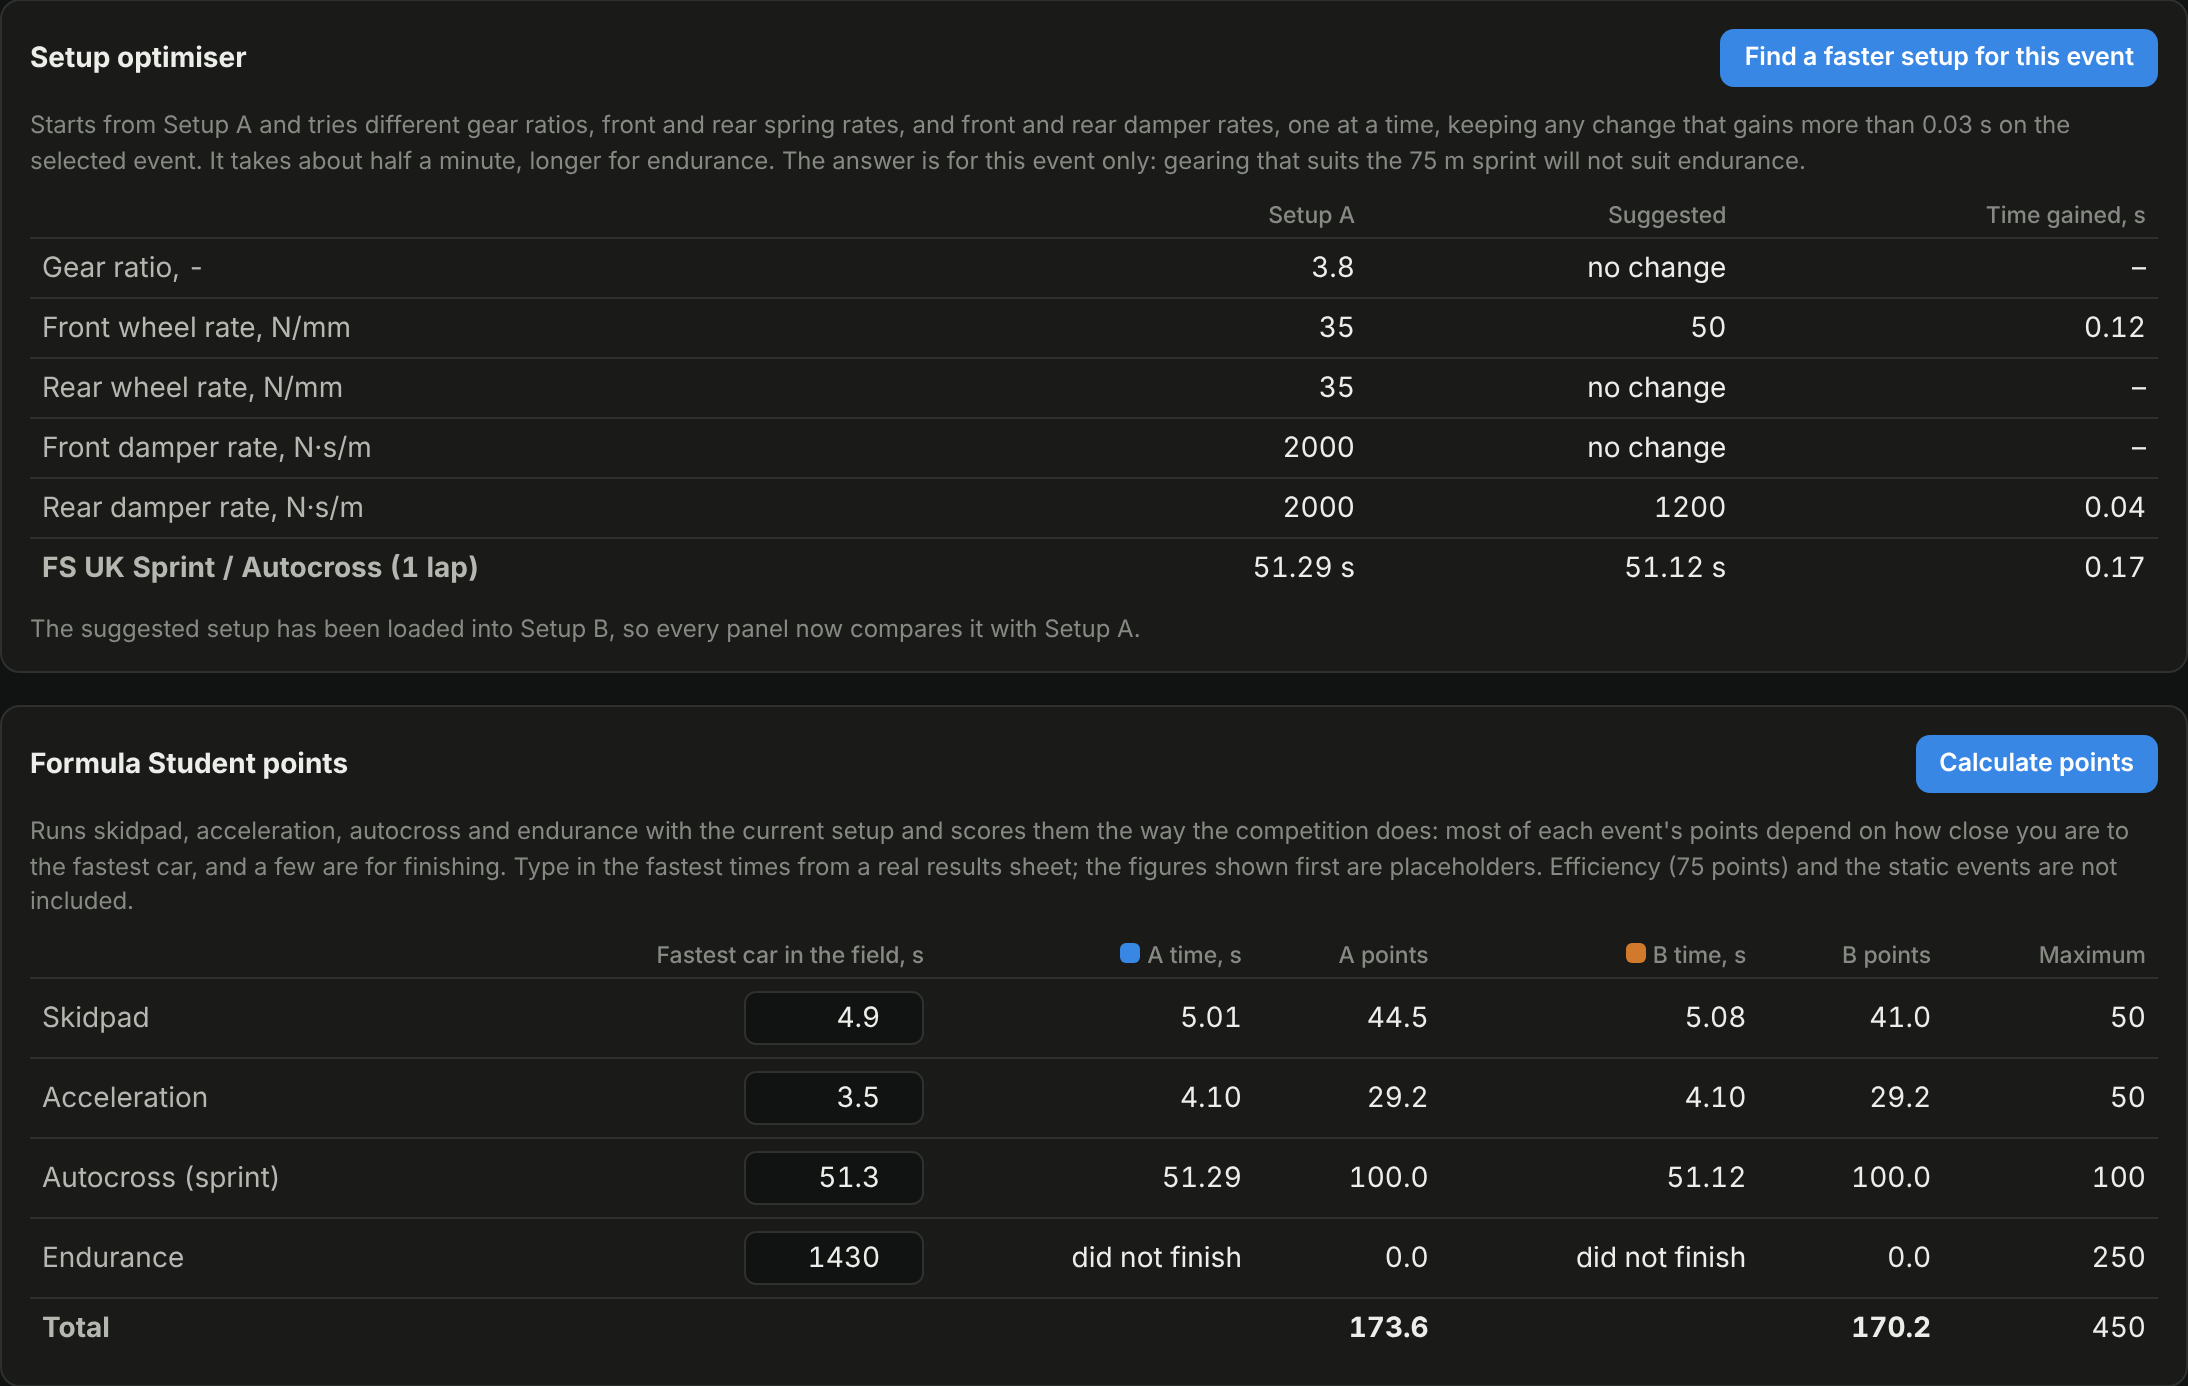 Setup optimiser
Find a faster setup for this event
Starts from Setup A and tries different gear ratios, front and rear spring rates, and front and rear damper rates, one at a time, keeping any change that gains more than 0.03 s on the
selected event. It takes about half a minute, longer for endurance. The answer is for this event only: gearing that suits the 75 m sprint will not suit endurance.
Setup A Suggested Time gained, s
Gear ratio, - 3.8 no change –
Front wheel rate, N/mm 35 50 0.12
Rear wheel rate, N/mm 35 no change –
Front damper rate, N·s/m 2000 no change –
Rear damper rate, N·s/m 2000 1200 0.04
FS UK Sprint / Autocross (1 lap) 51.29 s 51.12 s 0.17
The suggested setup has been loaded into Setup B, so every panel now compares it with Setup A.
Formula Student points
Calculate points
Runs skidpad, acceleration, autocross and endurance with the current setup and scores them the way the competition does: most of each event's points depend on how close you are to
the fastest car, and a few are for finishing. Type in the fastest times from a real results sheet; the figures shown first are placeholders. Efficiency (75 points) and the static events are not
included.
Fastest car in the field, s A time, s A points B time, s B points Maximum
Skidpad 4.9 5.01 44.5 5.08 41.0 50
Acceleration 3.5 4.10 29.2 4.10 29.2 50
Autocross (sprint) 51.3 51.29 100.0 51.12 100.0 100
Endurance 1430 did not finish 0.0 did not finish 0.0 250
Total 173.6 170.2 450